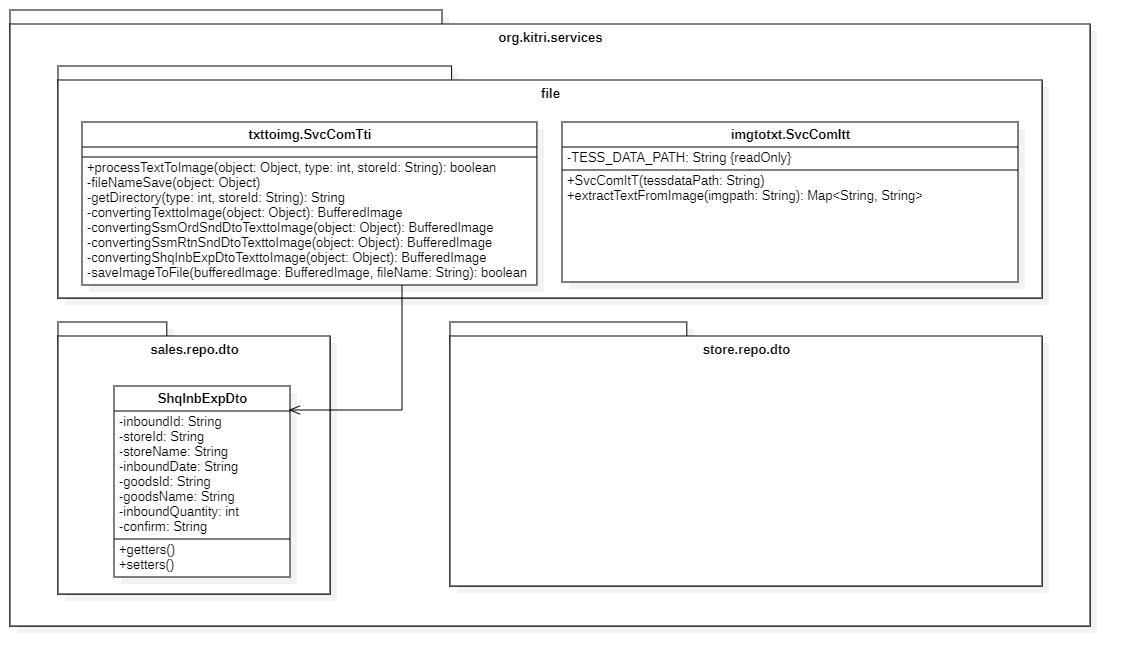 org.kitri.services
file
txttoimg.SvcComTti
+processTextToImage(object: Object, type: int, storeId: String): boolean
-fileNameSave(object: Object)
-getDirectory(type: int, storeId: String): String
-convertingTexttoImage(object: Object): BufferedImage
-convertingSsmOrdSndDtoTexttoImage(object: Object): BufferedImage
-convertingSsmRtnSndDtoTexttoImage(object: Object): BufferedImage
-convertingShqInbExpDtoTexttoImage(object: Object): BufferedImage
-saveImageToFile(bufferedImage: BufferedImage, fileName: String): boolean
imgtotxt.SvcComItt
-TESS_DATA_PATH: String {readOnly}
+SvcComItT(tessdataPath: String)
+extractTextFromImage(imgpath: String): Map<String, String>
sales.repo.dto
ShqInbExpDto
-inboundId: String
-storeId: String
-storeName: String
-inboundDate: String
-goodsId: String
-goodsName: String
-inboundQuantity: int
-confirm: String
+getters()
+setters()
store.repo.dto